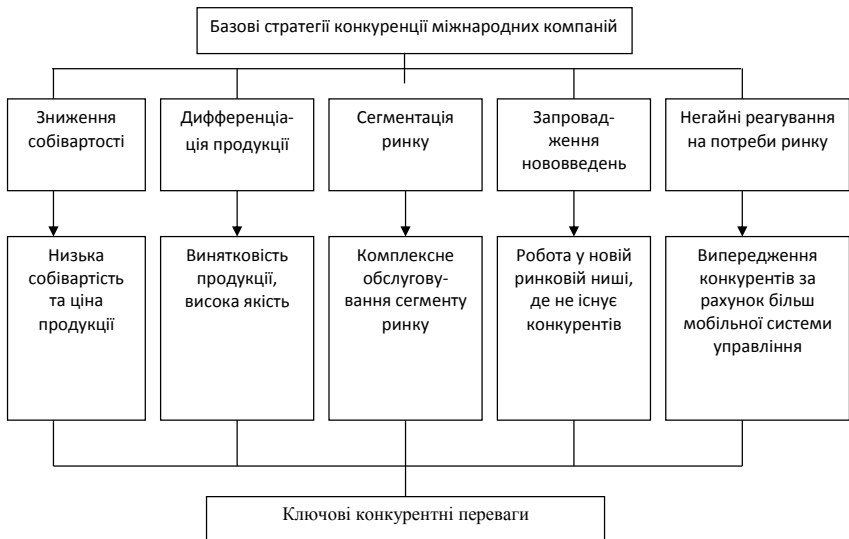 Базові стратегії конкуренції міжнародних компаній
Зниження
собівартості
Дифференціа-
ація продукції
Сегментація
ринку
Запровад-
ження
нововведень
Негайні реагування
на потреби ринку
Низька
собівартість
та ціна
продукції
Винятковість
продукції,
висока якість
Комплексне
обслугову-
вання сегменту
ринку
Робота у новій
ринковій ниші,
де не існує
конкурентів
Випередження
конкурентів за
рахунок більш
мобільної системи
управління
Ключові конкурентні переваги